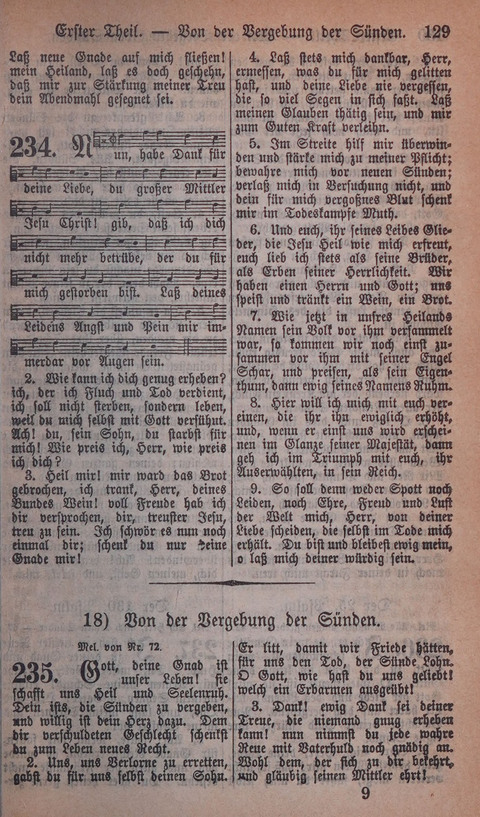 Erster Theil. — Von der Vergebung der Sünden. 129
Laß neue Gnade auf mich fließen!
mein Heiland, laß es doch geschehn,
daß mir zur Stärkung meiner Treu
dein Abendmahl gesegnet sei.
234. Nun, habe Dank für
deine Liebe, du großer Mittler
Jesu Christ! gib, daß ich dich
nicht mehr betrübe, der du für
mich gestorben bist. Laß deines
Leidens Angst und Pein mir im-
merdar vor Augen sein.
2. Wie kann ich dich genug erheben?
ich, der ich Fluch und Tod verdient,
ich soll nicht sterben, sondern leben,
weil du mich selbst mit Gott versühnt.
Ach! du, sein Sohn, du starbst für
mich! Wie preis ich, Herr, wie preis
ich dich?
3. Heil mir! mir ward das Brot
gebrochen, ich trank, Herr, deines
Bundes Wein! voll Freude hab ich
dir versprochen, dir, treuster Jesu,
treu zu sein. Ich schwör es nun noch
einmal dir; schenk du nur deine
Gnade mir!
4. Laß stets mich dankbar, Herr,
ermessen, was du für mich gelitten
hast, und deine Liebe nie vergessen,
die so viel Segen in sich faßt. Laß
meinen Glauben thätig sein, und mir
zum Guten Kraft verleihn.
5. Im Streite hilf mir überwin-
den und stärke mich zu meiner Pflicht;
bewahre mich vor neuen Sünden;
verlaß mich in Versuchung nicht, und
dein für mich vergoßnes Blut schenk
mir im Todeskampfe Muth.
6. Und euch, ihr seines Leibes Glie-
der, die Jesu Heil wie mich erfreut,
euch lieb ich stets als seine Brüder,
als Erben seiner Herrlichkeit. Wir
haben einen Herrn und Gott; uns
speist und tränkt ein Wein, ein Brot.
7. Wie jetzt in unsres Heilands
Namen sein Volk vor ihm versammelt
war, so kommen wir noch einst zu-
sammen vor ihm mit seiner Engel
Schar, und preisen, als sein Eigen-
thum, dann ewig seines Namens Ruhm.
8. Hier will ich mich mit euch ver-
einen, die ihr ihn ewiglich erhöht,
und, wenn er einst uns wird erschei-
nen im Glanze seiner Majestät, dann
geh ich im Triumph mit euch, ihr
Auserwählten, in sein Reich.
9. So soll denn weder Spott noch
Leiden, noch Ehre, Freud und Lust
der Welt mich, Herr, von deiner
Liebe scheiden, die selbst im Tode mich
erhält. Du bist und bleibest ewig mein,
o laß mich deiner würdig sein.
18) Von der Vergebung der Sünden.
Mel. von Nr. 72.
235. Gott, deine Gnad ist
unser Leben! sie
schafft uns Heil und Seelenruh.
Dein ists, die Sünden zu vergeben,
und willig ist dein Herz dazu. Dem
dir verschuldeten Geschlecht schenkst
du zum Leben neues Recht.
2. Uns, uns Verlorne zu erretten,
gabst du für uns selbst deinen Sohn.
Er litt, damit wir Friede hätten,
für uns den Tod, der Sünde Lohn.
O Gott, wie hast du uns geliebt!
welch ein Erbarmen ausgeübt!
3. Dank! ewig Dank sei deiner
Treue, die niemand gnug erheben
kann! nun nimmst du jede wahre
Reue mit Vaterhuld noch gnädig an.
Wohl dem, der sich zu dir bekehrt,
und gläubig seinen Mittler ehrt!
9